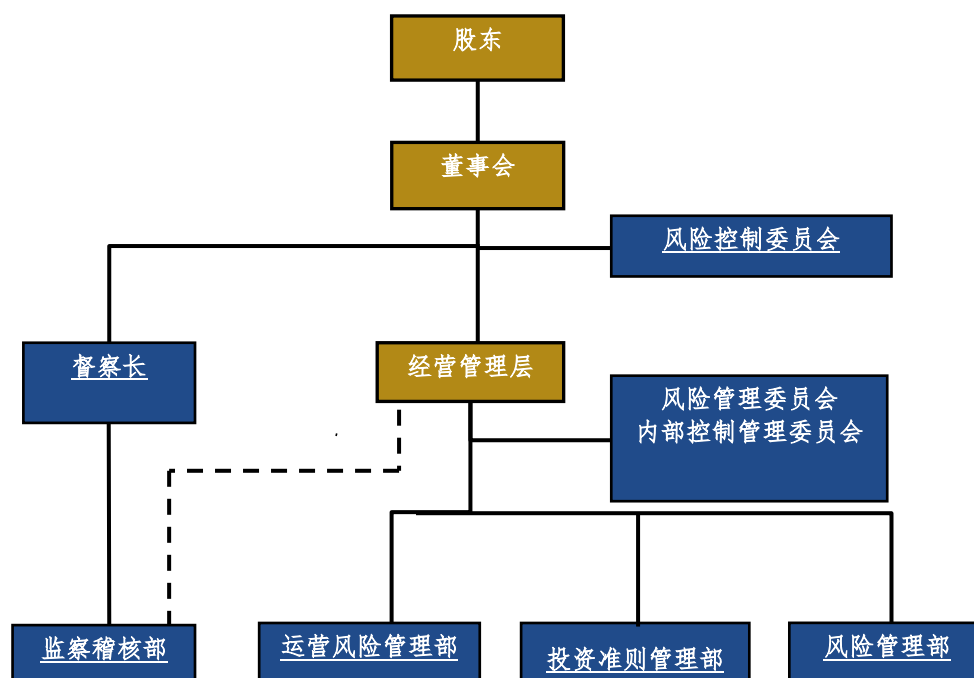 股东
董事会
风险控制委员会
督察长
经营管理层
风险管理委员会
内部控制管理委员会
监察稽核部
运营风险管理部
投资准则管理部
风险管理部